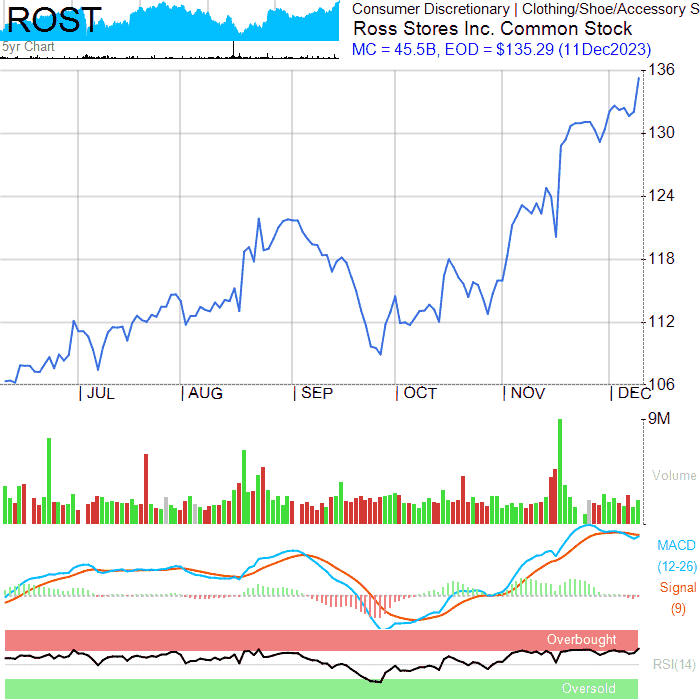 ROST
5yr Chart
Consumer Discretionary | Clothing/Shoe/Accessory S
Ross Stores Inc. Common Stock
MC = 45.5B, EOD = $135.29 (11Dec2023)
136
130
124
118
112
106
JUL
AUG
SEP
OCT
NOV
DEC
9M
Volume
MACD
(12-26)
Signal
(9)
Overbought
RSI(14)
Oversold